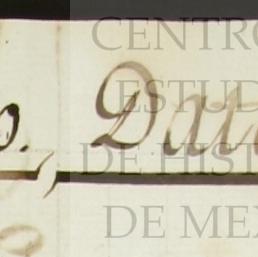 CENTRO
ESTUD
DE HIST
DE MEX
o., Dat